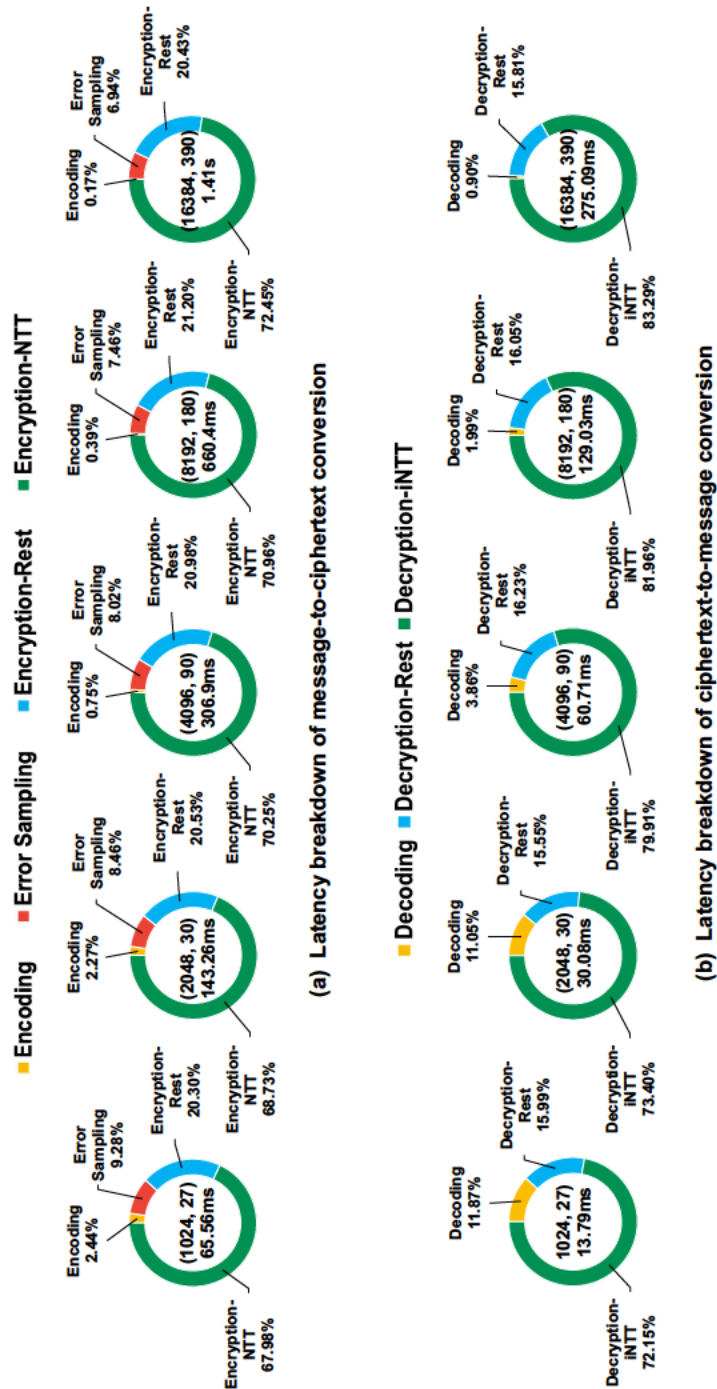 Encoding Error Sampling Encryption-Rest Encryption-NTT
Encoding
2.44%
Error
Sampling
9.28%
Encryption-
Rest
20.30%
(1024, 27)
65.56ms
Encryption-
NTT
67.98%
Encoding
2.27%
Error
Sampling
8.46%
Encryption-
Rest
20.53%
(2048, 30)
143.26ms
Encryption-
NTT
68.73%
Encoding
0.75%
Error
Sampling
8.02%
Encryption-
Rest
20.98%
(4096, 90)
306.9ms
Encryption-
NTT
70.25%
Encoding
0.39%
Error
Sampling
7.46%
Encryption-
Rest
21.20%
(8192, 180)
660.4ms
Encryption-
NTT
70.96%
Encoding
0.17%
Error
Sampling
6.94%
Encryption-
Rest
20.43%
(16384, 390)
1.41s
Encryption-
NTT
72.45%
(a) Latency breakdown of message-to-ciphertext conversion
Decoding Decryption-Rest Decryption-iNTT
Decoding
11.87%
Decryption-
Rest
15.99%
1024, 27)
13.79ms
Decryption-
iNTT
72.15%
Decoding
11.05%
Decryption-
Rest
15.55%
(2048, 30)
30.08ms
Decryption-
iNTT
73.40%
Decoding
3.86%
Decryption-
Rest
16.23%
(4096, 90)
60.71ms
Decryption-
iNTT
79.91%
Decoding
1.99%
Decryption-
Rest
16.05%
(8192, 180)
129.03ms
Decryption-
iNTT
81.96%
Decoding
0.90%
Decryption-
Rest
15.81%
(16384, 390)
275.09ms
Decryption-
iNTT
83.29%
(b) Latency breakdown of ciphertext-to-message conversion